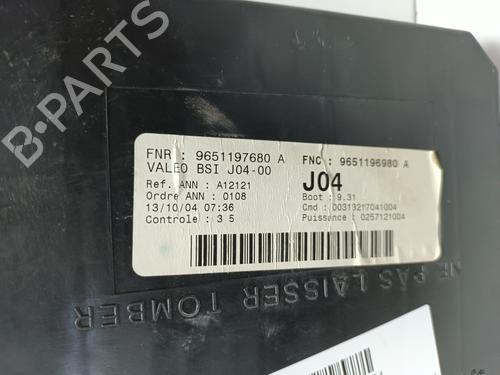 FNR : 9651197680 A
FNC : 9651196980 A
VALEO BSI J04-00
J04
Ref. ANN : A12121
Boot : 9.31
Ordre ANN : 0108
Cmd : 00313217041004
13/10/04 07:36
Puissance : 0257121004
Controle : 3 5
NE PAS LAISSER TOMBER
B-PARTS